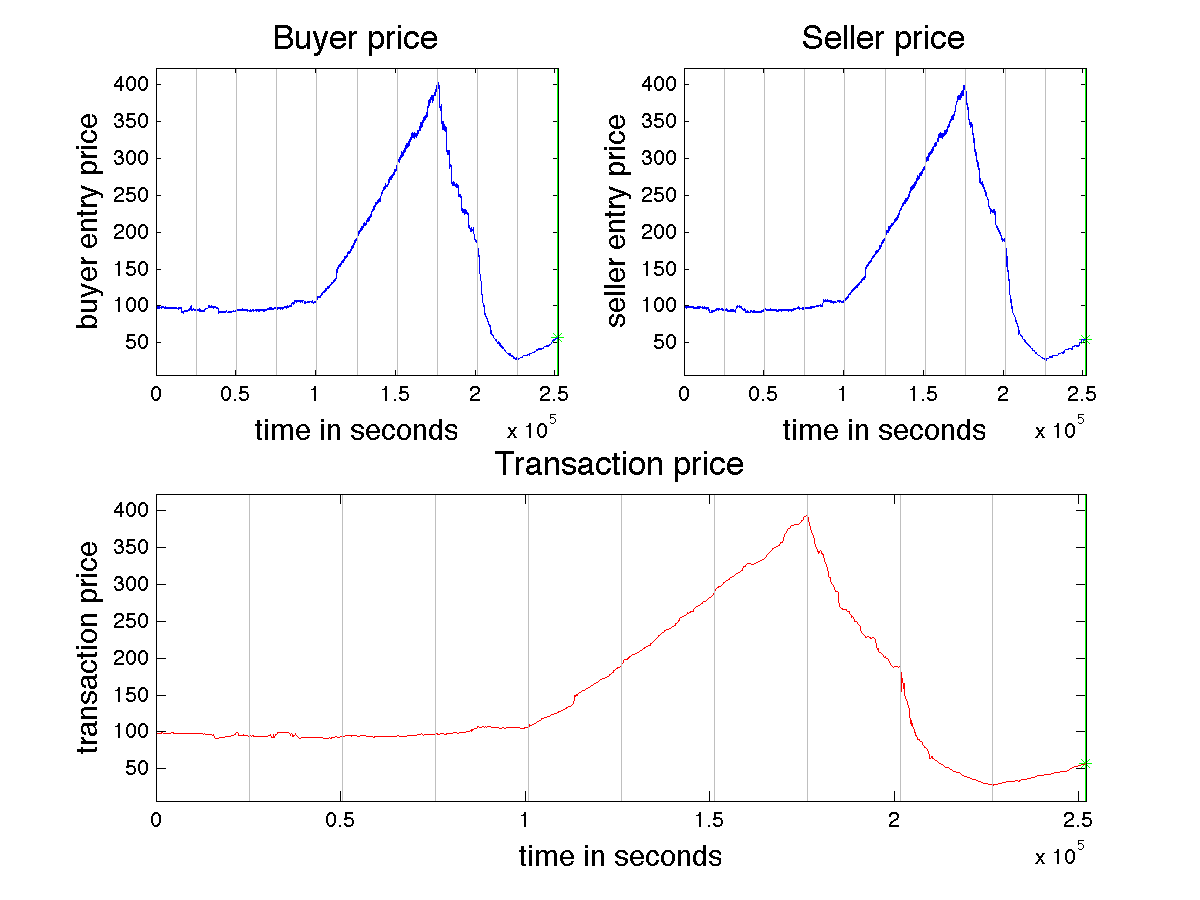 Buyer price
buyer entry price
400
350
300
250
200
150
100
50
0 0.5 1 1.5 2 2.5
x 10^5
time in seconds
Seller price
seller entry price
400
350
300
250
200
150
100
50
0 0.5 1 1.5 2 2.5
x 10^5
time in seconds
Transaction price
transaction price
400
350
300
250
200
150
100
50
0 0.5 1 1.5 2 2.5
x 10^5
time in seconds